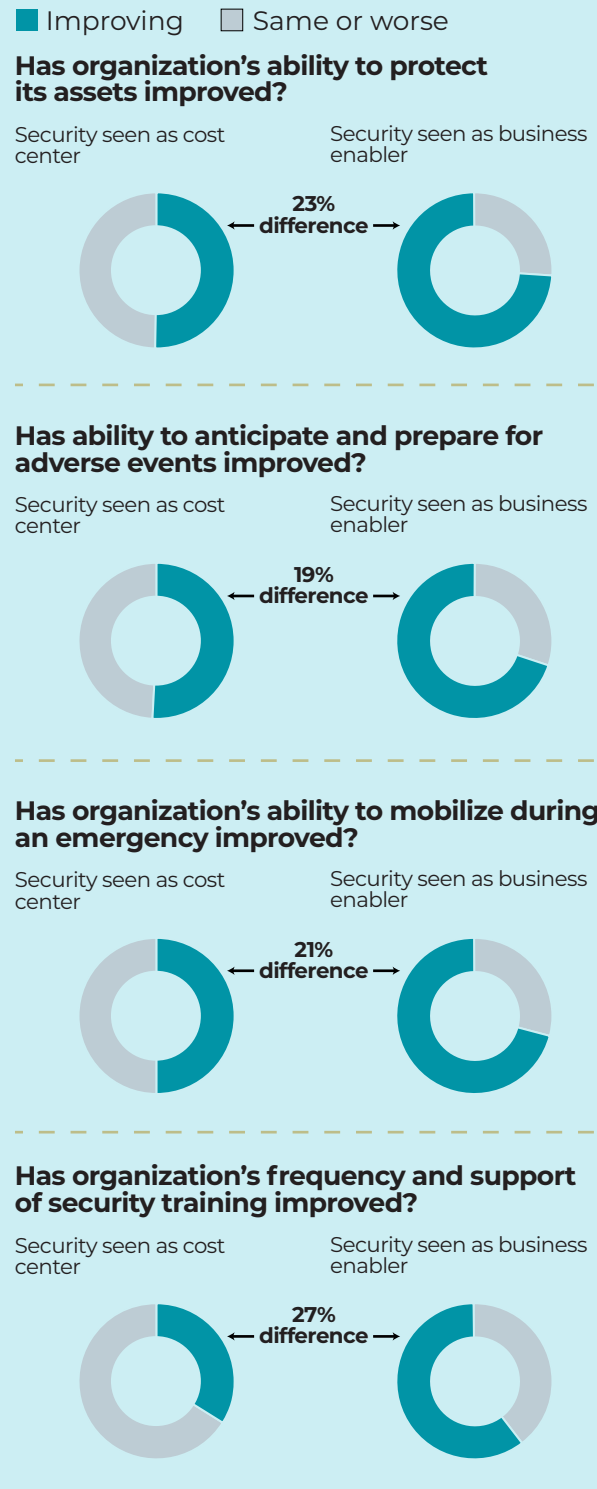 Improving Same or worse
Has organization's ability to protect
its assets improved?
Security seen as cost
center
Security seen as business
enabler
23%
difference
Has ability to anticipate and prepare for
adverse events improved?
Security seen as cost
center
Security seen as business
enabler
19%
difference
Has organization's ability to mobilize during
an emergency improved?
Security seen as cost
center
Security seen as business
enabler
21%
difference
Has organization's frequency and support
of security training improved?
Security seen as cost
center
Security seen as business
enabler
27%
difference